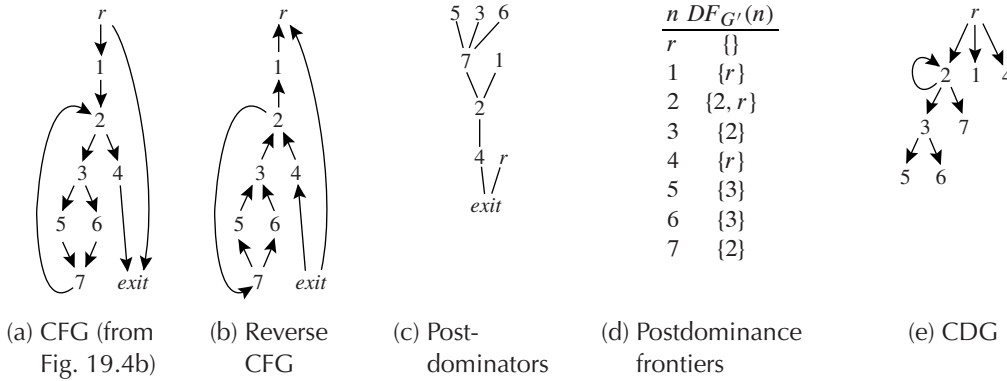 r
1
2
3 4
5 6
7 exit
(a) CFG (from
Fig. 19.4b)
r
1
2
3 4
5 6
7 exit
(b) Reverse
CFG
5 3 6
7 1
2
4 r
exit
(c) Post-
dominators
n DF_{G′}(n)
r {}
1 {r}
2 {2, r}
3 {2}
4 {r}
5 {3}
6 {3}
7 {2}
(d) Postdominance
frontiers
r
2 1 4
3 7
5 6
(e) CDG